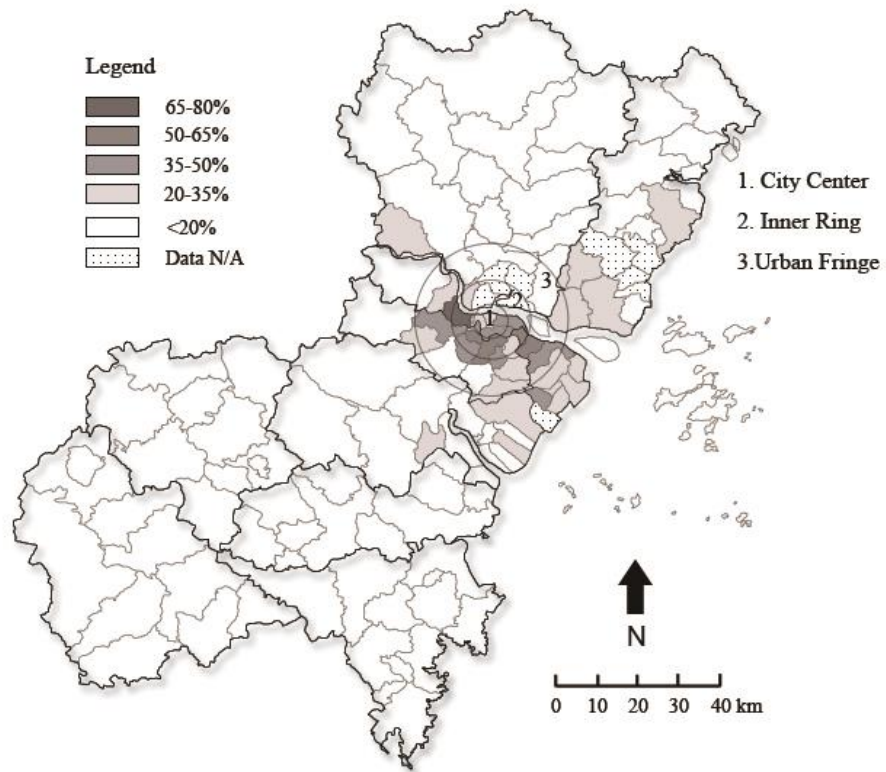 Legend
65-80%
50-65%
35-50%
20-35%
<20%
Data N/A
1. City Center
2. Inner Ring
3.Urban Fringe
3
2
1
N
0 10 20 30 40 km